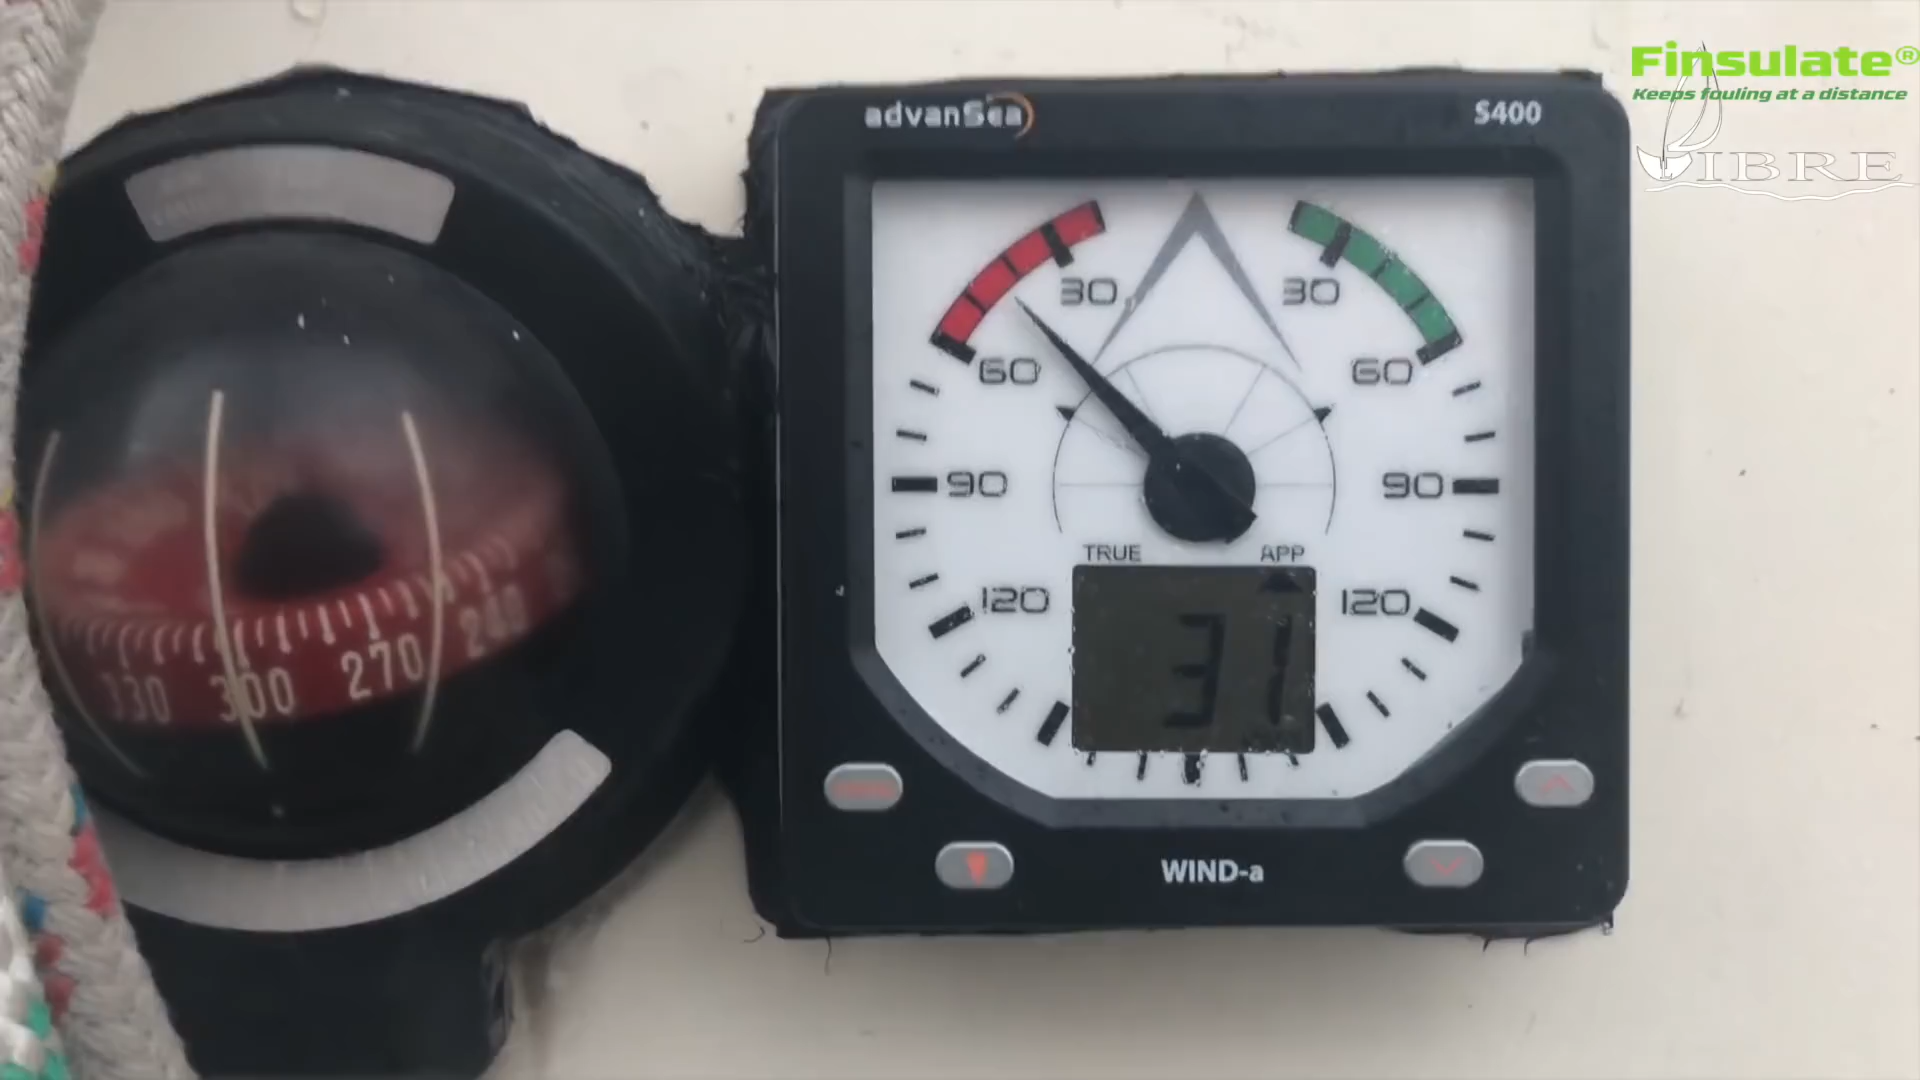 Finsulate®
Keeps fouling at a distance
LIBRE
advanSea
S400
30
30
60
60
90
90
TRUE
APP
120
120
31
330
300
270
240
WIND-a